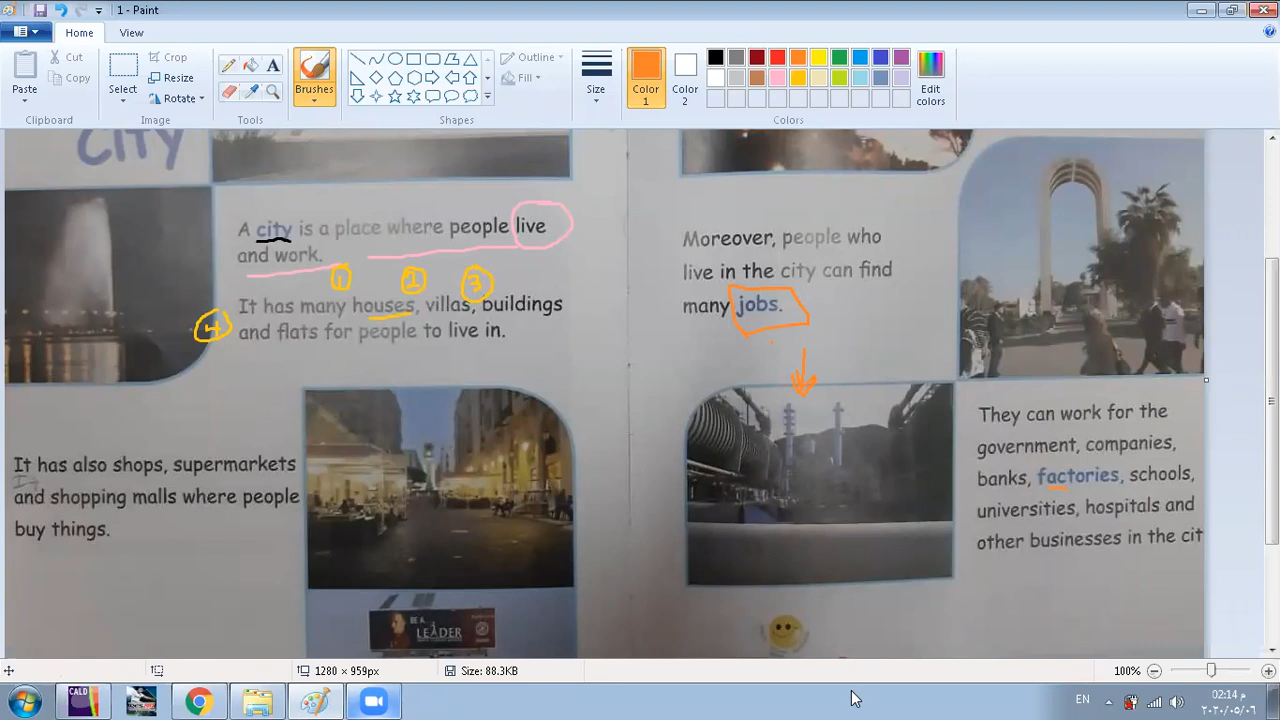 1 - Paint
Home
View
Paste
Cut
Copy
Select
Crop
Resize
Rotate
Brushes
Size
Outline
Fill
Color 1
Color 2
Edit colors
Clipboard
Image
Tools
Shapes
Colors
City
A city is a place where people live
and work.
1 2 3
It has many houses, villas, buildings
4
and flats for people to live in.
It has also shops, supermarkets
and shopping malls where people
buy things.
BE A
LEADER
Moreover, people who
live in the city can find
many jobs.
They can work for the
government, companies,
banks, factories, schools,
universities, hospitals and
other businesses in the cit
1280 × 959px
Size: 88.3KB
100%
CALD
EN
02:14 م
٢٠٢٠/٠٥/٠٦